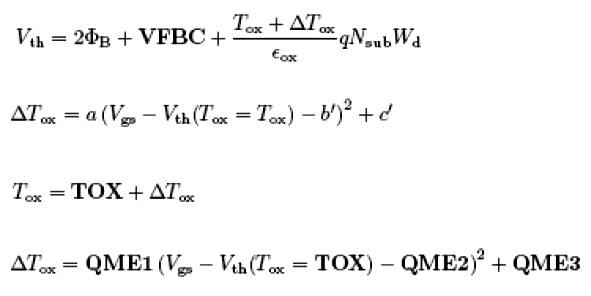 V_th = 2Φ_B + VFBC + (T_ox + ΔT_ox)/ϵ_ox qN_sub W_d
ΔT_ox = a (V_gs − V_th(T_ox = T_ox) − b′)² + c′
T_ox = TOX + ΔT_ox
ΔT_ox = QME1 (V_gs − V_th(T_ox = TOX) − QME2)² + QME3